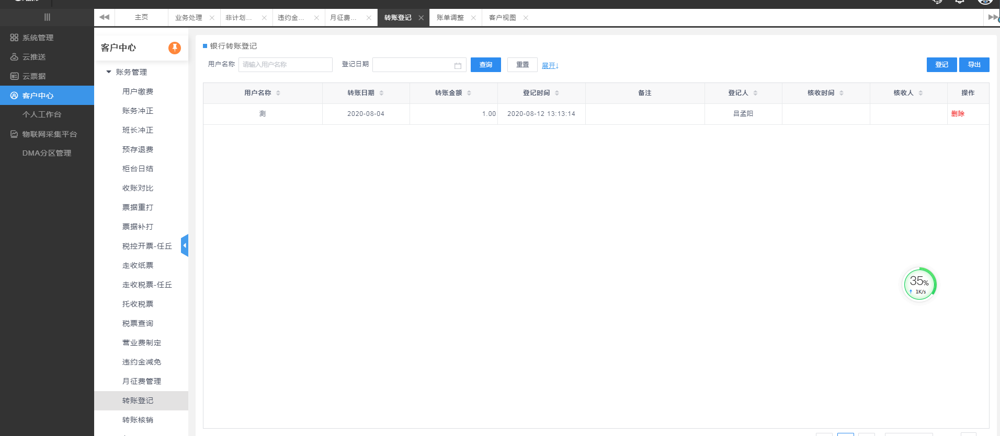 主页
业务处理
非计划...
违约金...
月征费...
转账登记
账单调整
客户视图
系统管理
云推送
云票据
客户中心
个人工作台
物联网采集平台
DMA分区管理
客户中心
账务管理
用户缴费
账务冲正
班长冲正
预存退费
柜台日结
收账对比
票据重打
票据补打
税控开票-任丘
走收纸票
走收税票-任丘
托收税票
税票查询
营业费制定
违约金减免
月征费管理
转账登记
转账核销
银行转账登记
用户名称 请输入用户名称 登记日期 查询 重置 展开↓ 登记 导出
用户名称 转账日期 转账金额 登记时间 备注 登记人 核收时间 核收人 操作
测 2020-08-04 1.00 2020-08-12 13:13:14 吕孟阳 删除
35%
↑ 1K/s